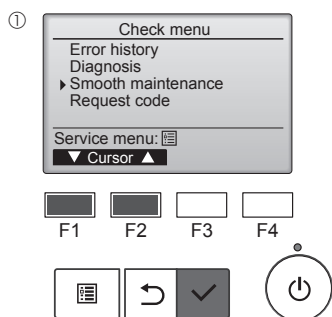 ①
Check menu
Error history
Diagnosis
Smooth maintenance
Request code
Service menu:
▼ Cursor ▲
F1 F2 F3 F4